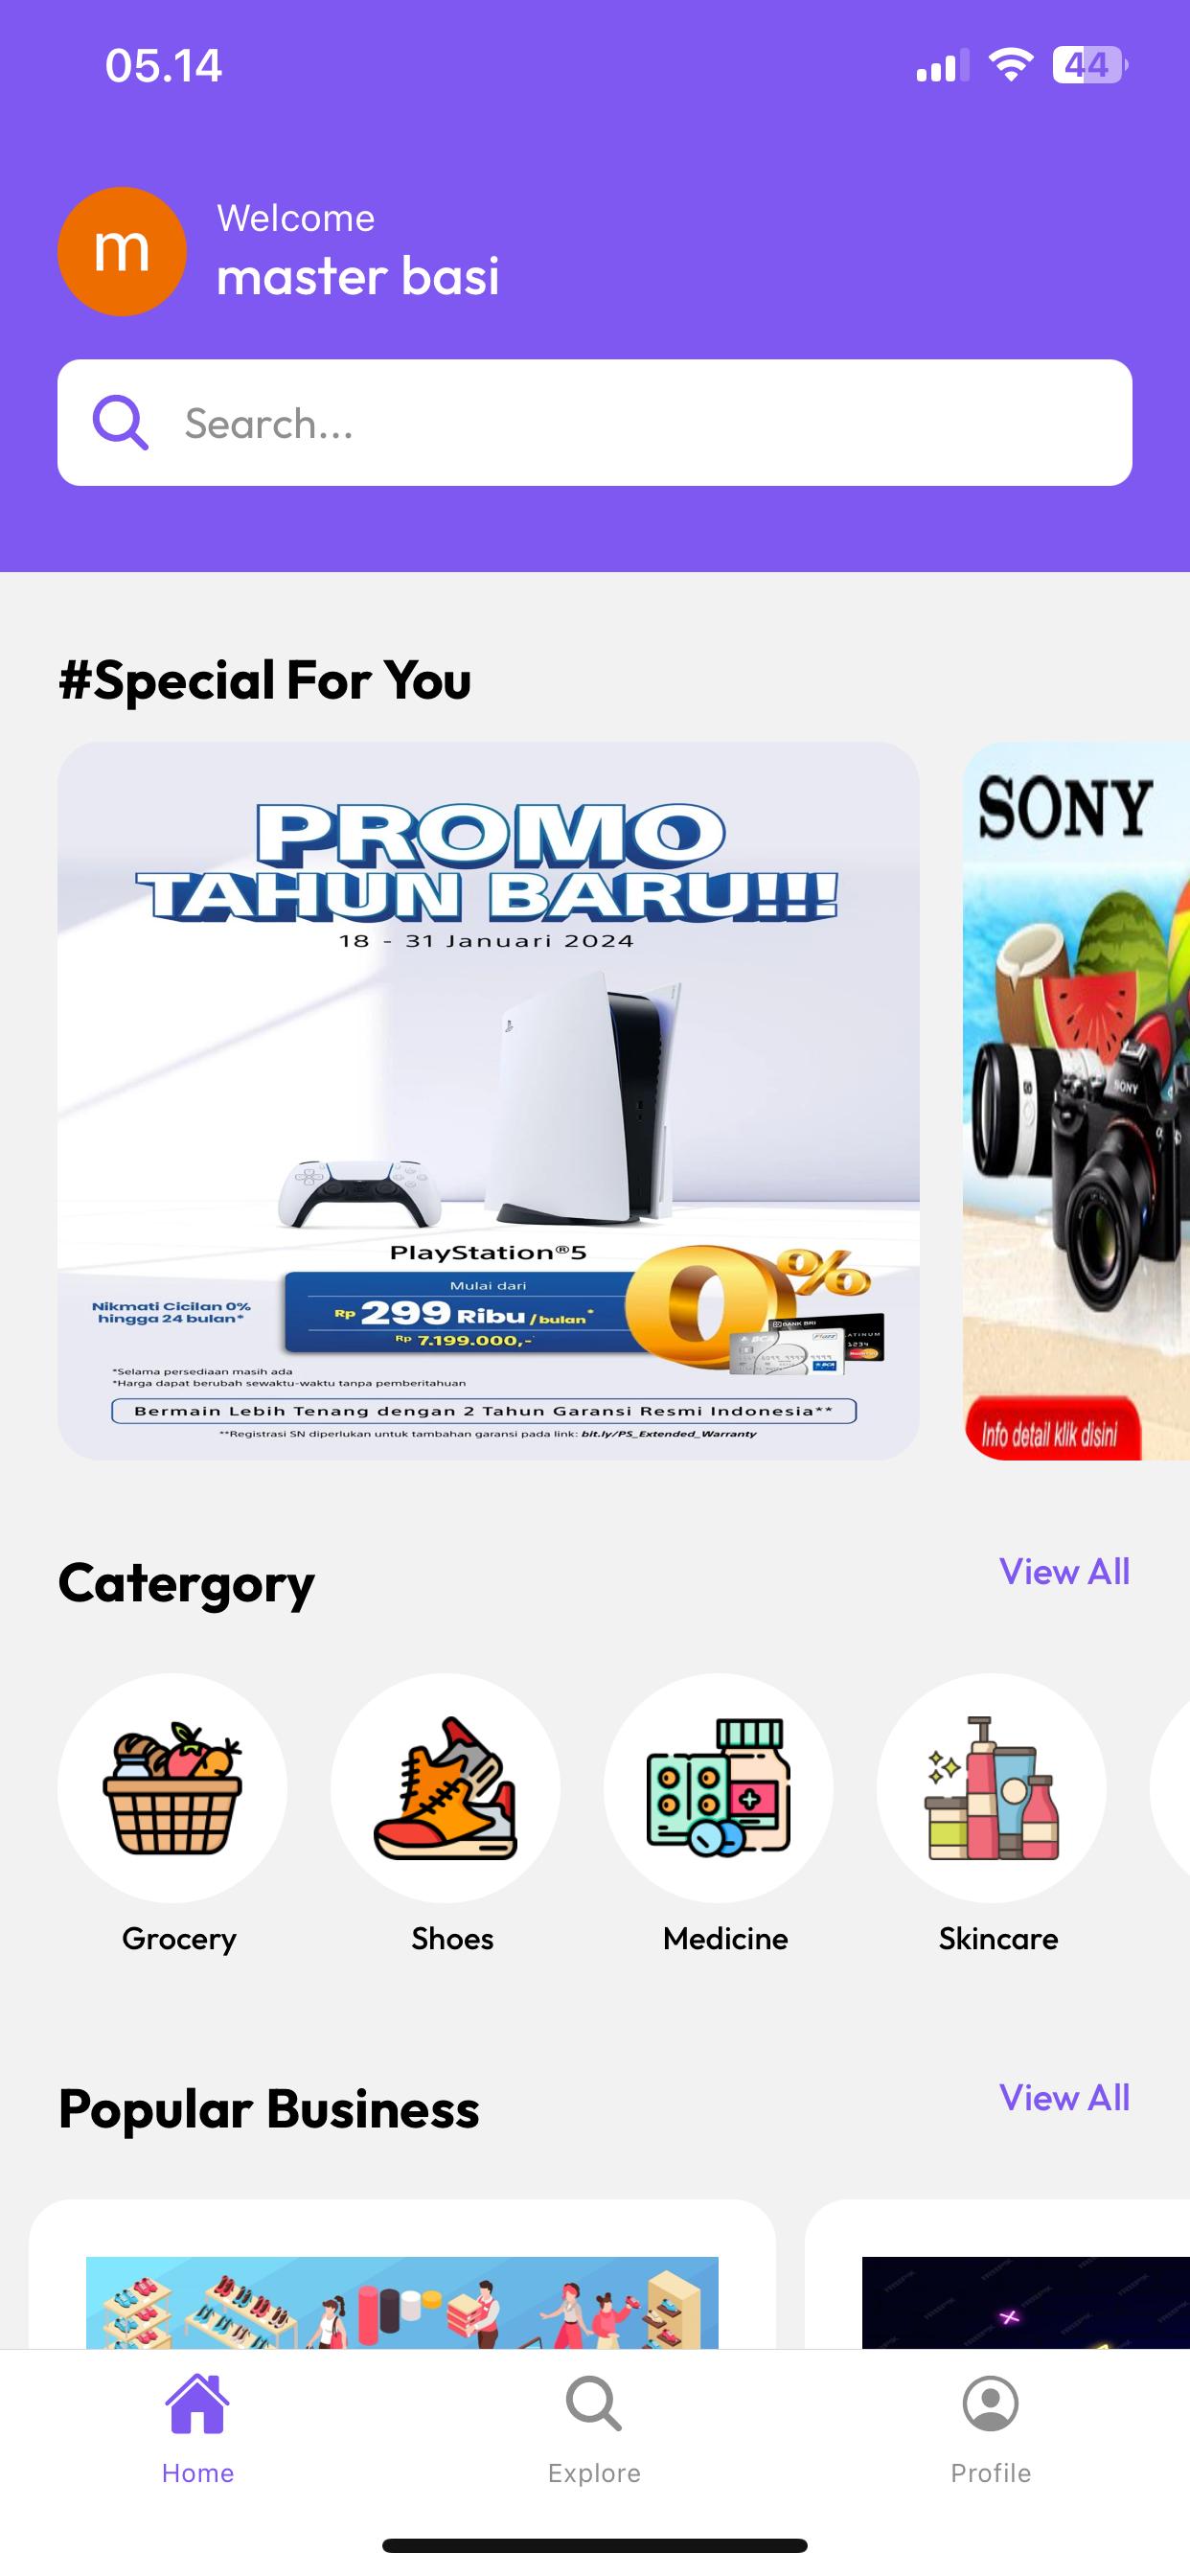 05.14
44
m
Welcome
master basi
Search...
#Special For You
PROMO
TAHUN BARU!!!
18 - 31 Januari 2024
PlayStation®5
Mulai dari
Rp 299 Ribu /bulan*
Rp 7.199.000,-
Nikmati Cicilan 0%
hingga 24 bulan*
0%
BANK BRI
BCA
*Selama persediaan masih ada
*Harga dapat berubah sewaktu-waktu tanpa pemberitahuan
Bermain Lebih Tenang dengan 2 Tahun Garansi Resmi Indonesia**
**Registrasi SN diperlukan untuk tambahan garansi pada link: bit.ly/PS_Extended_Warranty
SONY
SONY
Info detail klik disini
Catergory
View All
Grocery
Shoes
Medicine
Skincare
Popular Business
View All
Home
Explore
Profile